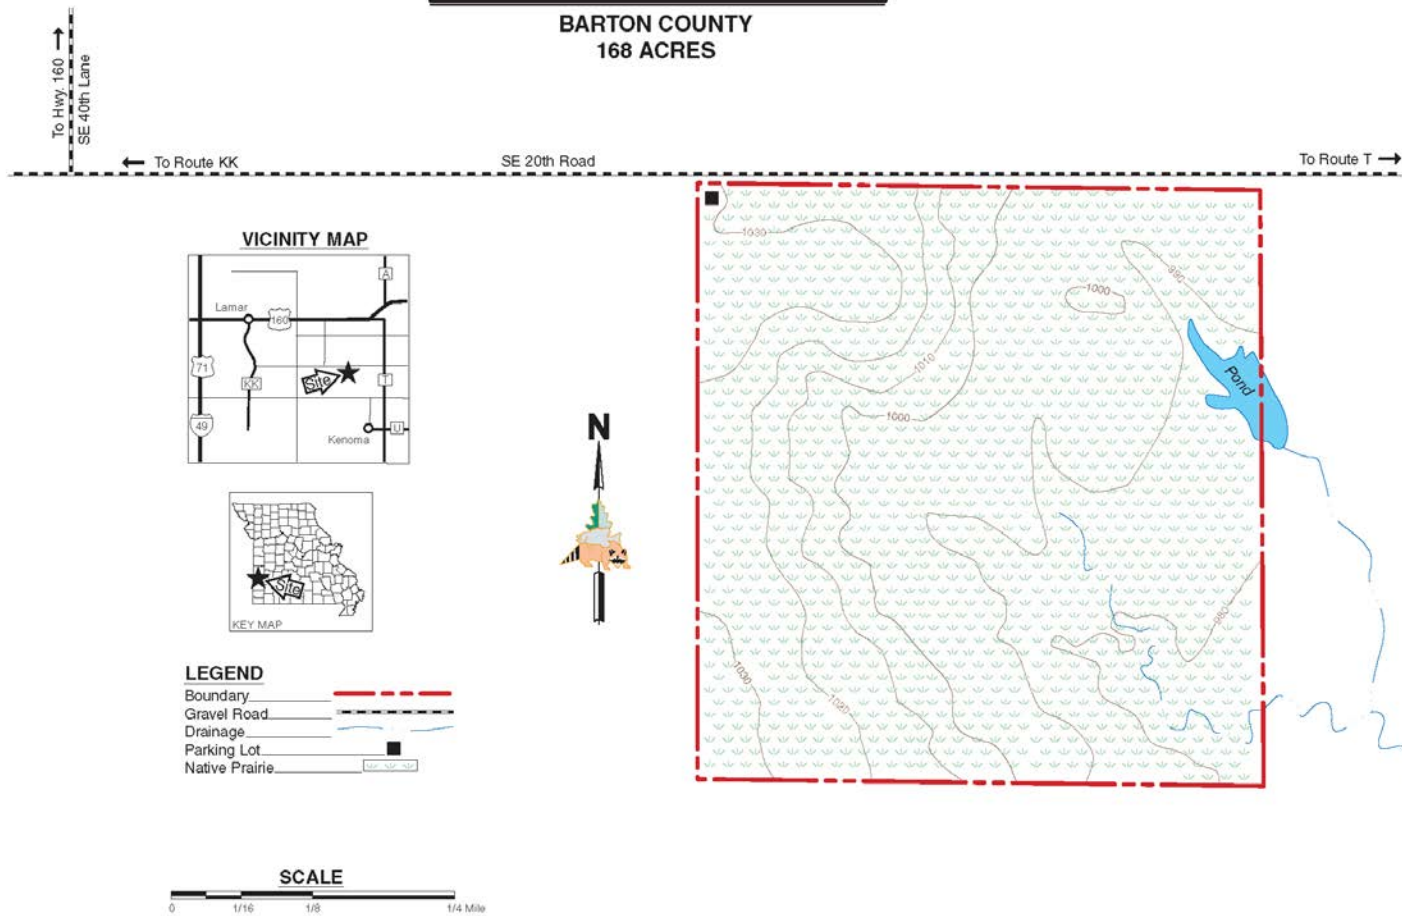 BARTON COUNTY
168 ACRES
To Hwy. 160
SE 40th Lane
To Route KK
SE 20th Road
To Route T
VICINITY MAP
A
Lamar
160
71
KK
Site
T
49
Kenoma
U
N
Site
KEY MAP
LEGEND
Boundary
Gravel Road
Drainage
Parking Lot
Native Prairie
SCALE
0 1/16 1/8 1/4 Mile
1030
990
1000
1010
Pond
1000
980
1030
1020